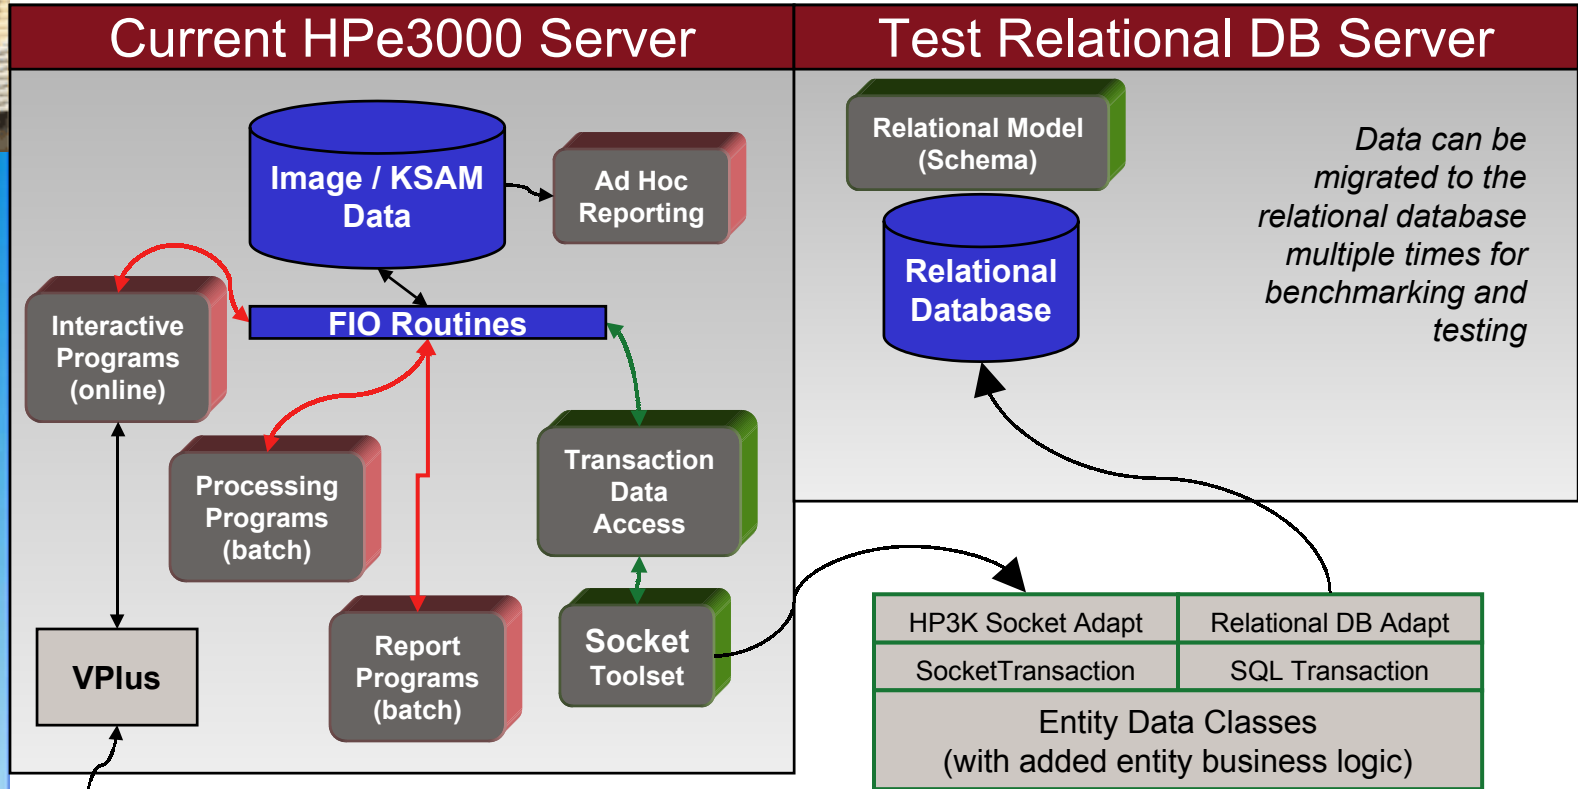 Current HPe3000 Server
Test Relational DB Server
Image / KSAM
Data
Ad Hoc
Reporting
FIO Routines
Interactive
Programs
(online)
Processing
Programs
(batch)
Report
Programs
(batch)
Transaction
Data
Access
Socket
Toolset
VPlus
Relational Model
(Schema)
Relational
Database
Data can be
migrated to the
relational database
multiple times for
benchmarking and
testing
HP3K Socket Adapt
Relational DB Adapt
SocketTransaction
SQL Transaction
Entity Data Classes
(with added entity business logic)